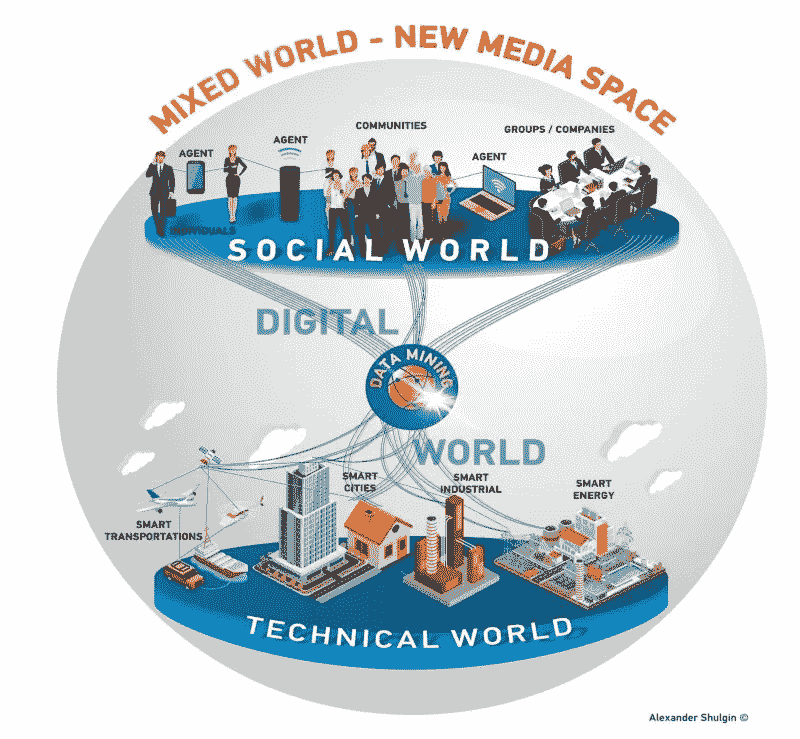 MIXED WORLD - NEW MEDIA SPACE
COMMUNITIES
GROUPS / COMPANIES
AGENT
AGENT
AGENT
INDIVIDUALS
SOCIAL WORLD
DIGITAL
DATA MINING
WORLD
SMART
CITIES
SMART
INDUSTRIAL
SMART
ENERGY
SMART
TRANSPORTATIONS
TECHNICAL WORLD
Alexander Shulgin ©